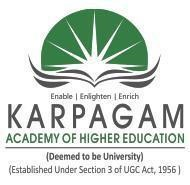 Enable | Enlighten | Enrich
KARPAGAM
ACADEMY OF HIGHER EDUCATION
(Deemed to be University)
(Established Under Section 3 of UGC Act, 1956 )